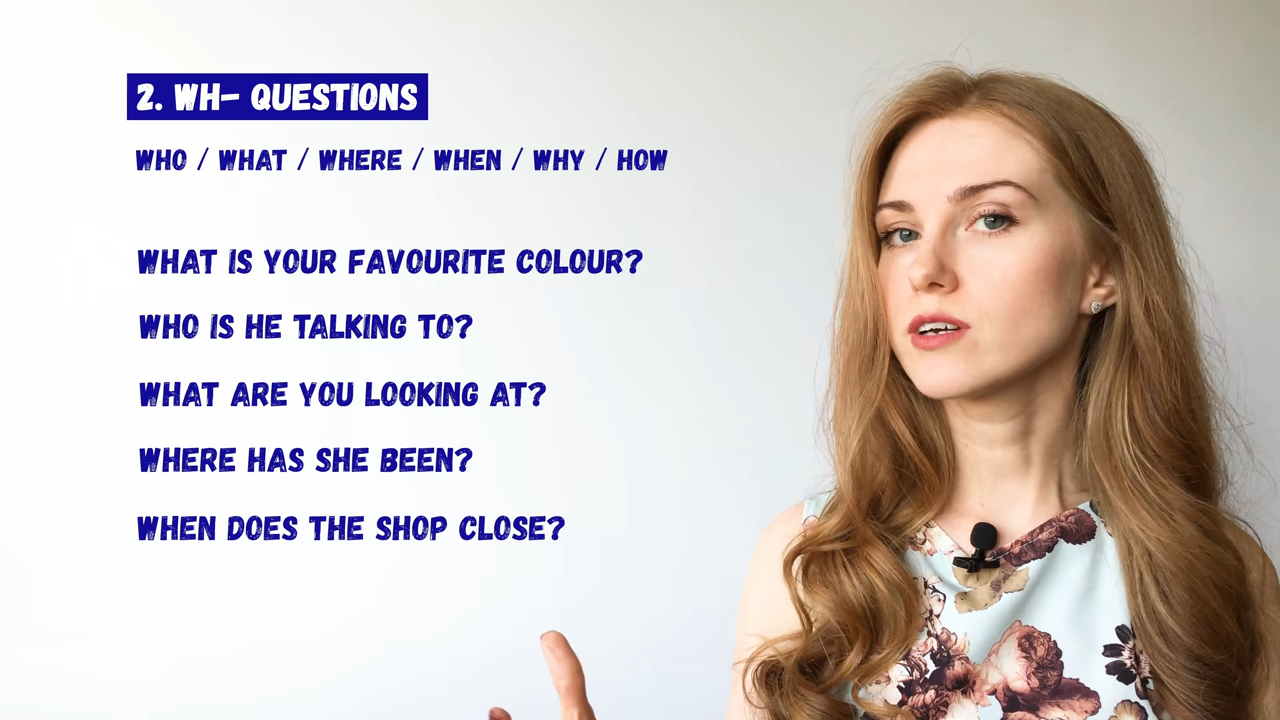 2. WH- QUESTIONS
WHO / WHAT / WHERE / WHEN / WHY / HOW
WHAT IS YOUR FAVOURITE COLOUR?
WHO IS HE TALKING TO?
WHAT ARE YOU LOOKING AT?
WHERE HAS SHE BEEN?
WHEN DOES THE SHOP CLOSE?